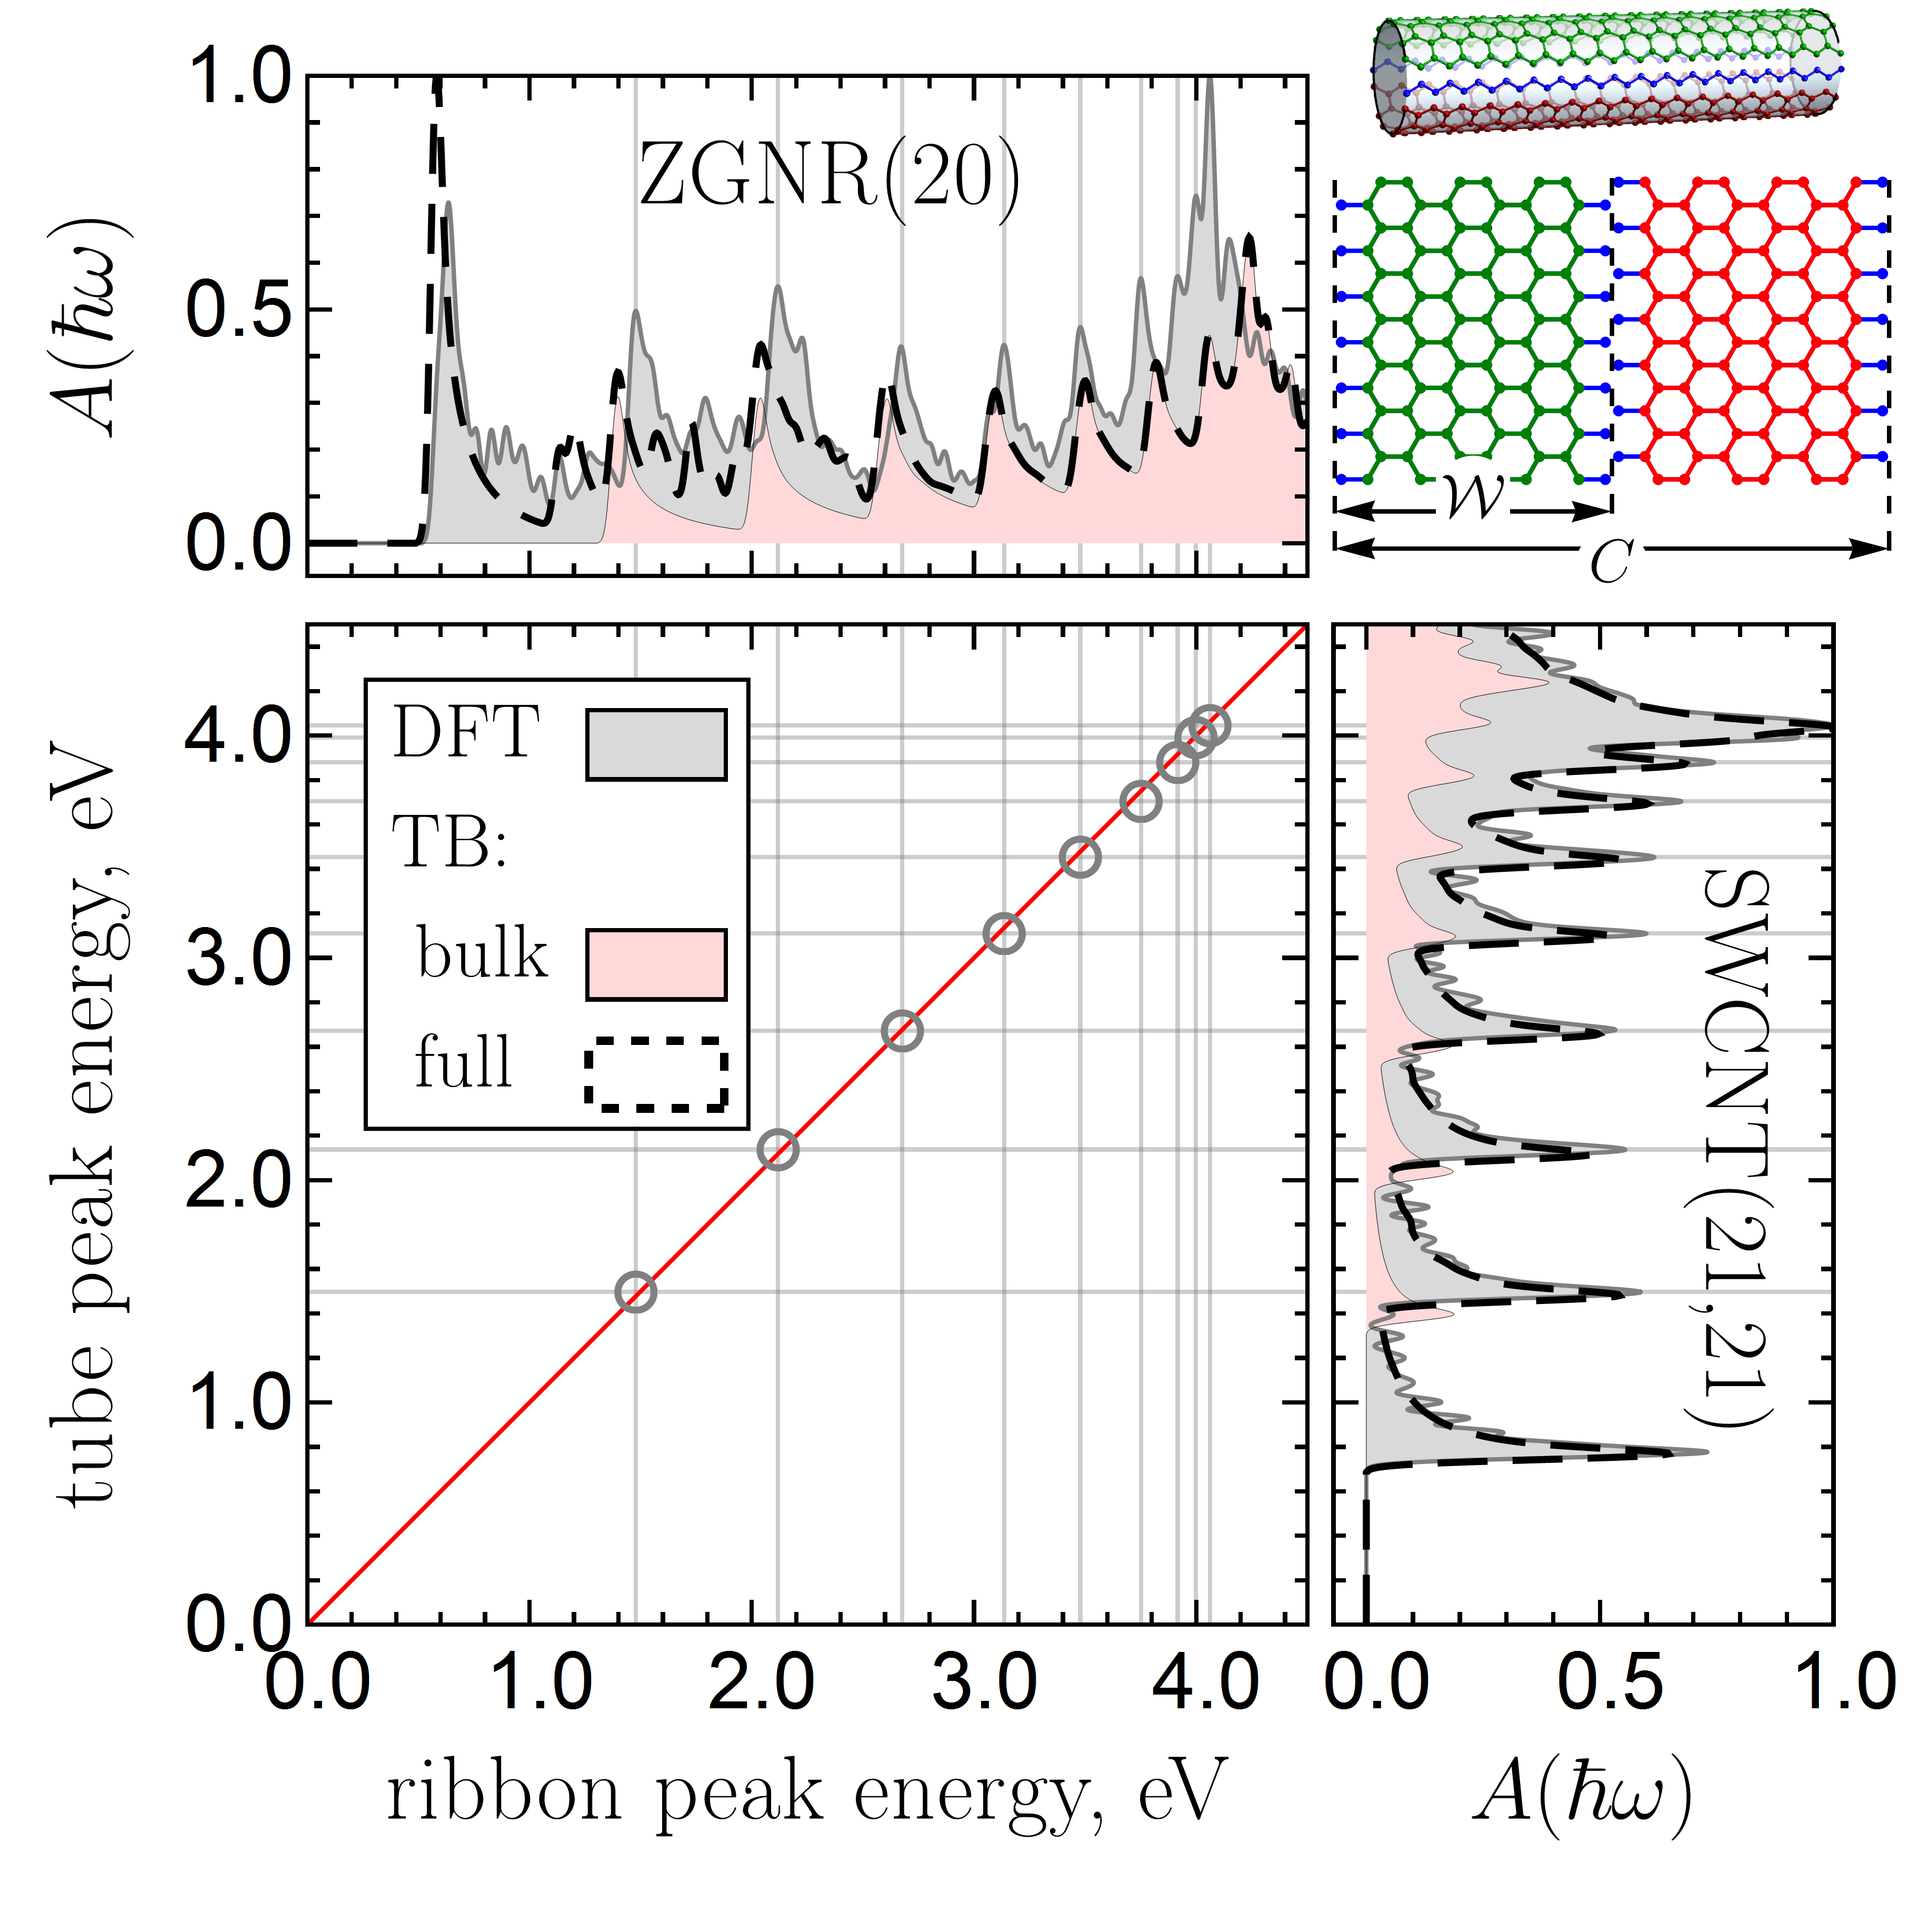 A(ħω)
1.0
0.5
0.0
ZGNR(20)
𝒲
C
tube peak energy, eV
4.0
3.0
2.0
1.0
0.0
DFT
TB:
bulk
full
SWCNT(21,21)
0.0 1.0 2.0 3.0 4.0
0.0 0.5 1.0
ribbon peak energy, eV
A(ħω)